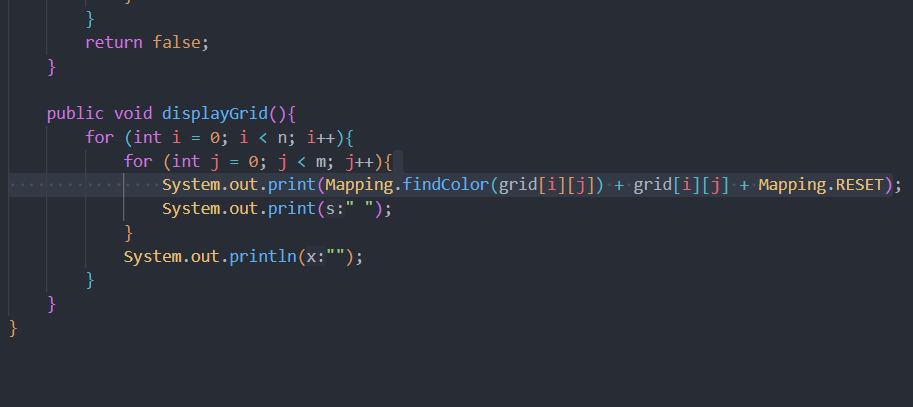 }
return false;
}
public void displayGrid(){
for (int i = 0; i < n; i++){
for (int j = 0; j < m; j++){
System.out.print(Mapping.findColor(grid[i][j]) + grid[i][j] + Mapping.RESET);
System.out.print(s:" ");
}
System.out.println(x:"");
}
}
}